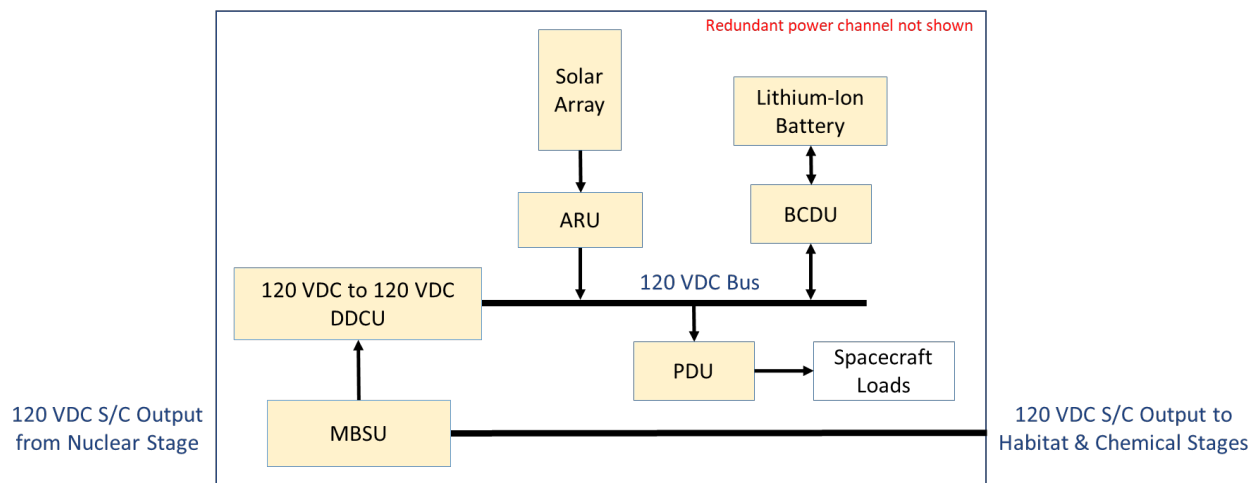 Redundant power channel not shown
Solar
Array
Lithium-Ion
Battery
ARU
BCDU
120 VDC Bus
120 VDC to 120 VDC
DDCU
PDU
Spacecraft
Loads
120 VDC S/C Output
from Nuclear Stage
MBSU
120 VDC S/C Output to
Habitat & Chemical Stages